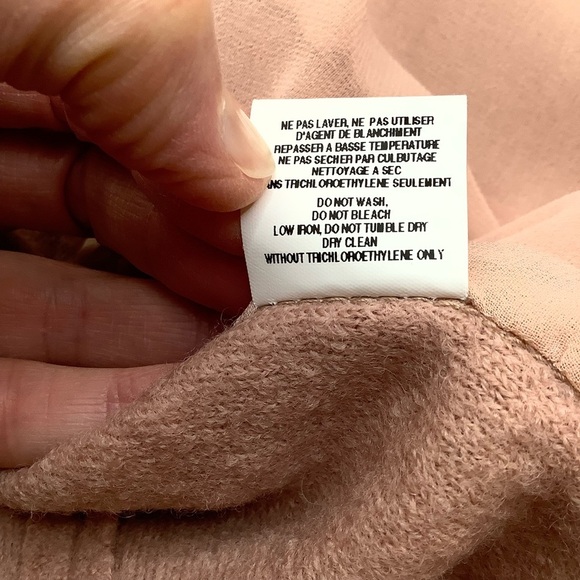 NE PAS LAVER, NE PAS UTILISER
D'AGENT DE BLANCHIMENT
REPASSER A BASSE TEMPERATURE
NE PAS SECHER PAR CULBUTAGE
NETTOYAGE A SEC
TRICHLOROETHYLENE SEULEMENT
DO NOT WASH,
DO NOT BLEACH
LOW IRON, DO NOT TUMBLE DRY
DRY CLEAN
WITHOUT TRICHLOROETHYLENE ONLY